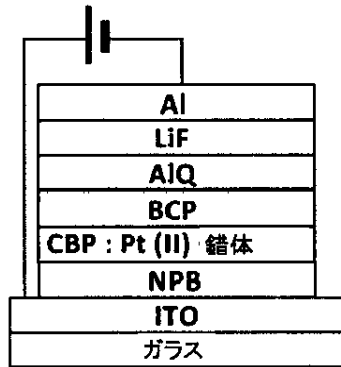 Al
LiF
AlQ
BCP
CBP : Pt (II) 錯体
NPB
ITO
ガラス